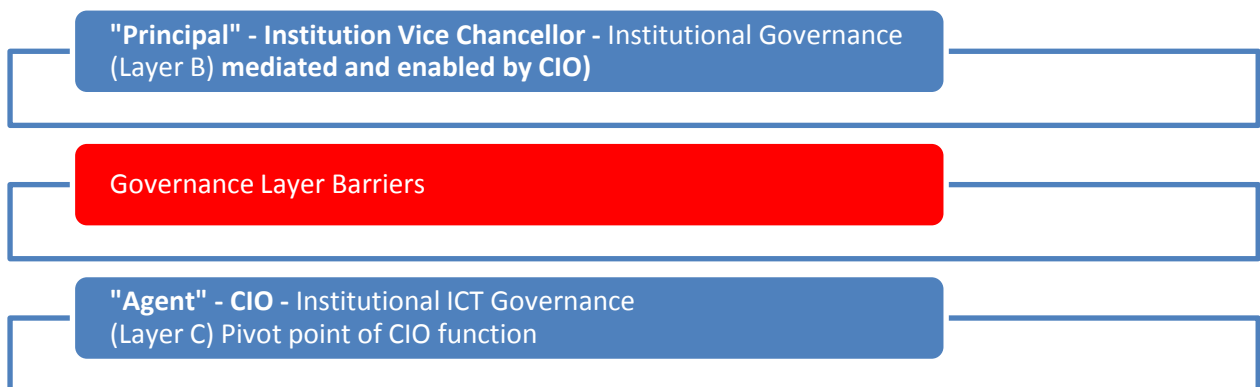 "Principal" - Institution Vice Chancellor - Institutional Governance
(Layer B) mediated and enabled by CIO)
Governance Layer Barriers
"Agent" - CIO - Institutional ICT Governance
(Layer C) Pivot point of CIO function